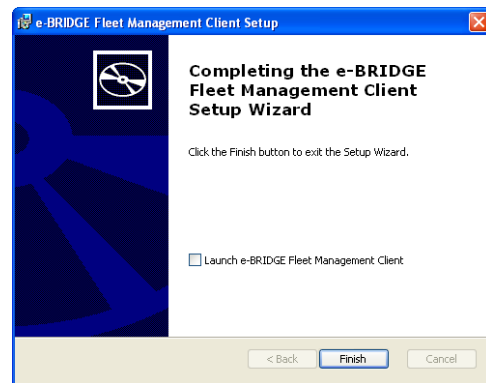 e-BRIDGE Fleet Management Client Setup
Completing the e-BRIDGE
Fleet Management Client
Setup Wizard
Click the Finish button to exit the Setup Wizard.
Launch e-BRIDGE Fleet Management Client
< Back Finish Cancel